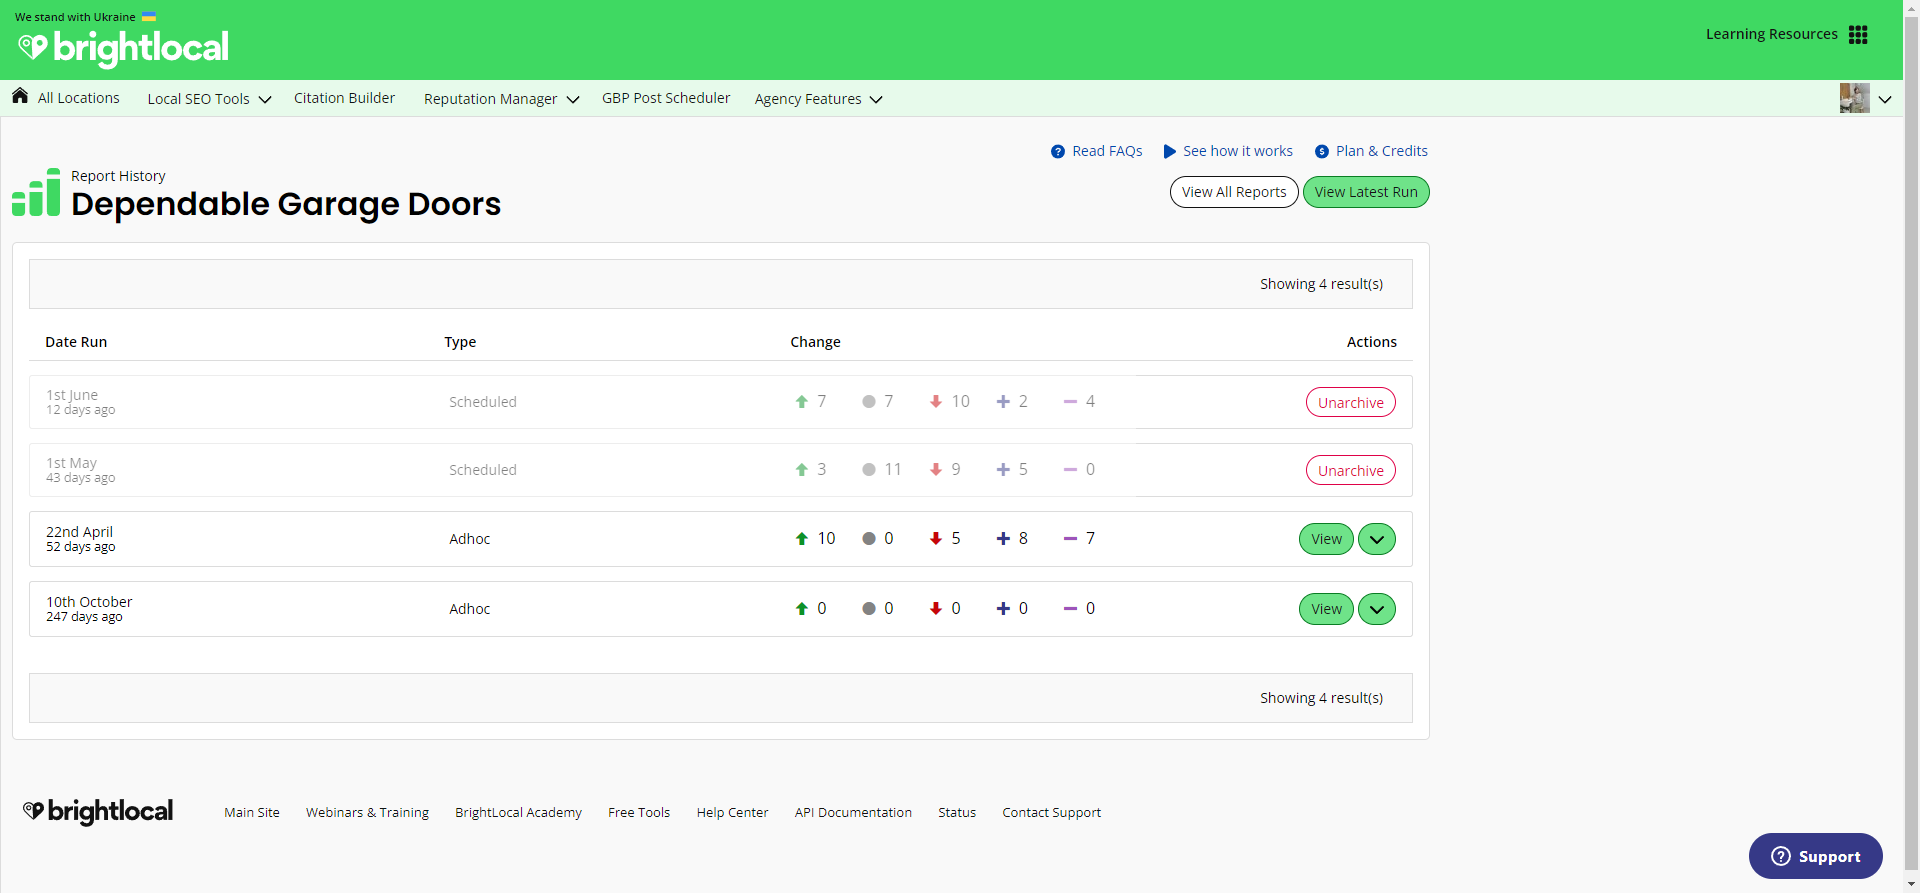 We stand with Ukraine
brightlocal
Learning Resources
All Locations
Local SEO Tools
Citation Builder
Reputation Manager
GBP Post Scheduler
Agency Features
Read FAQs
See how it works
Plan & Credits
Report History
Dependable Garage Doors
View All Reports
View Latest Run
Showing 4 result(s)
Date Run Type Change Actions
1st June
12 days ago
Scheduled 7 7 10 2 4 Unarchive
1st May
43 days ago
Scheduled 3 11 9 5 0 Unarchive
22nd April
52 days ago
Adhoc 10 0 5 8 7 View
10th October
247 days ago
Adhoc 0 0 0 0 0 View
Showing 4 result(s)
brightlocal
Main Site Webinars & Training BrightLocal Academy Free Tools Help Center API Documentation Status Contact Support
Support